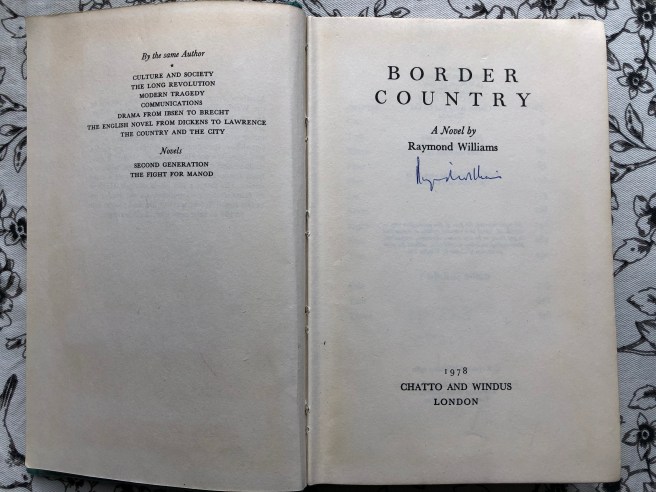 By the same Author
CULTURE AND SOCIETY
THE LONG REVOLUTION
MODERN TRAGEDY
COMMUNICATIONS
DRAMA FROM IBSEN TO BRECHT
THE ENGLISH NOVEL FROM DICKENS TO LAWRENCE
THE COUNTRY AND THE CITY
Novels
SECOND GENERATION
THE FIGHT FOR MANOD
BORDER
COUNTRY
A Novel by
Raymond Williams
Raymond Williams
1978
CHATTO AND WINDUS
LONDON